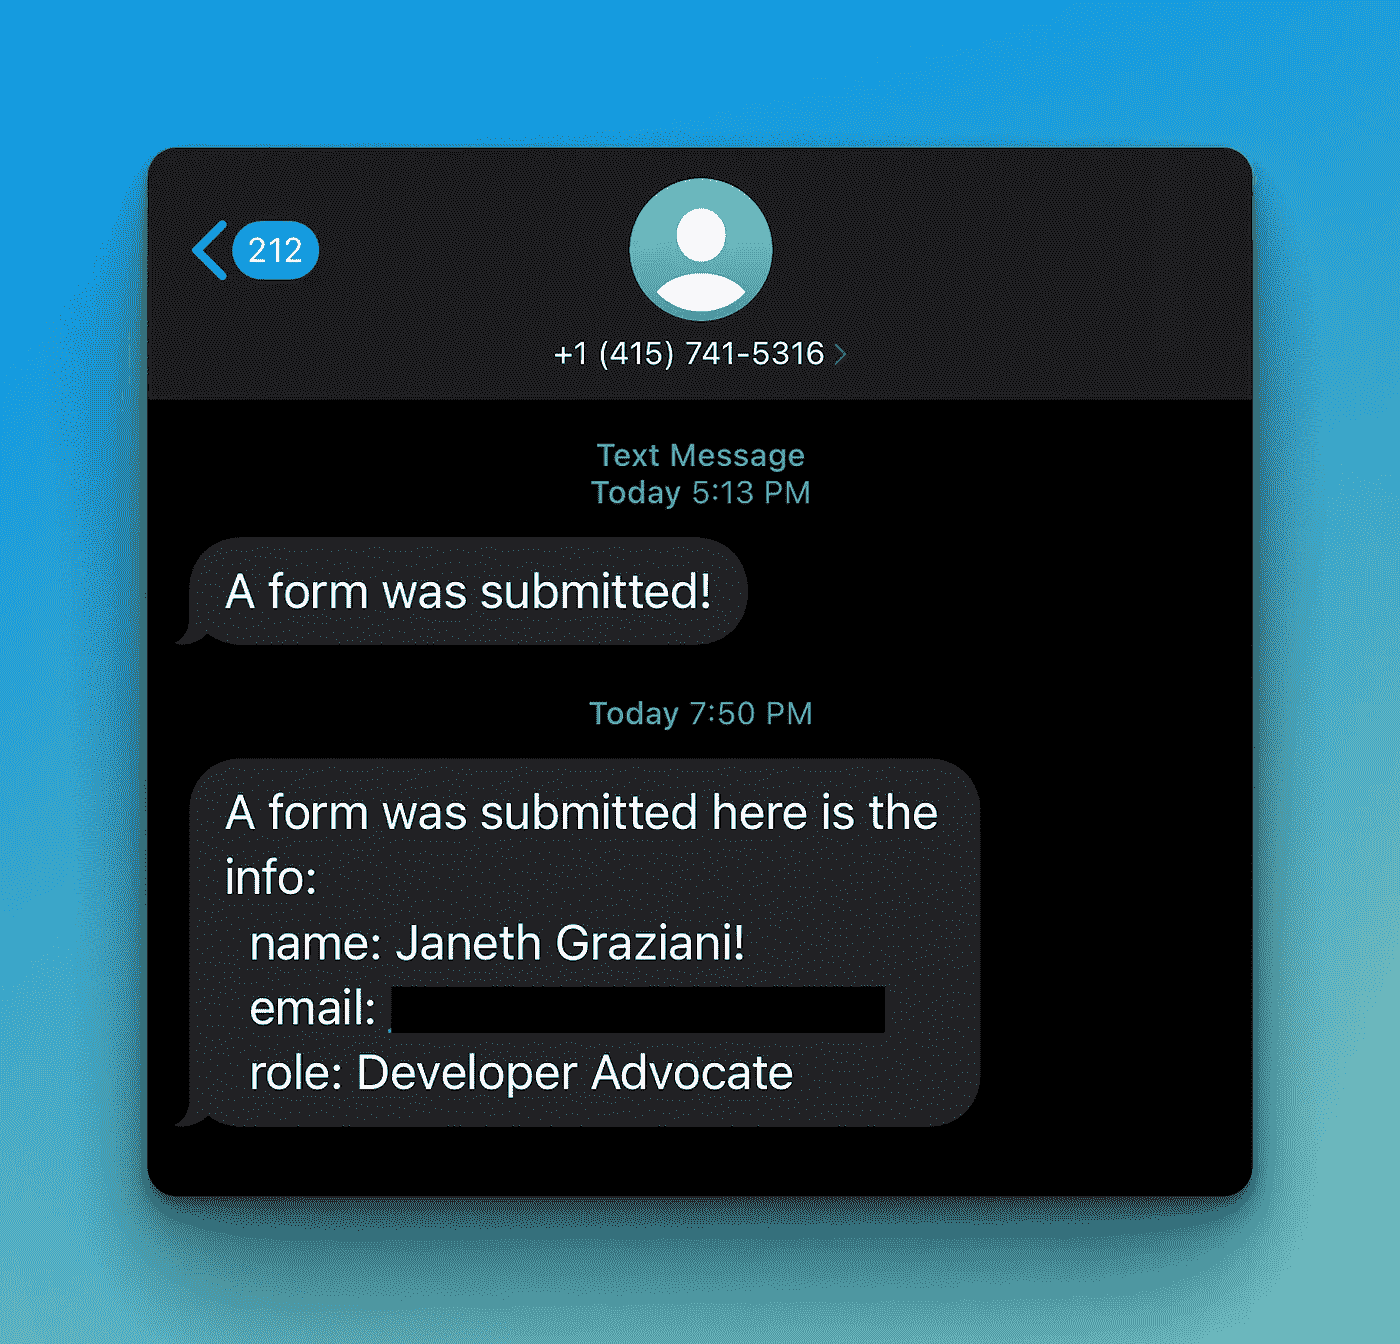 212
+1 (415) 741-5316
Text Message
Today 5:13 PM
A form was submitted!
Today 7:50 PM
A form was submitted here is the
info:
name: Janeth Graziani!
email:
role: Developer Advocate